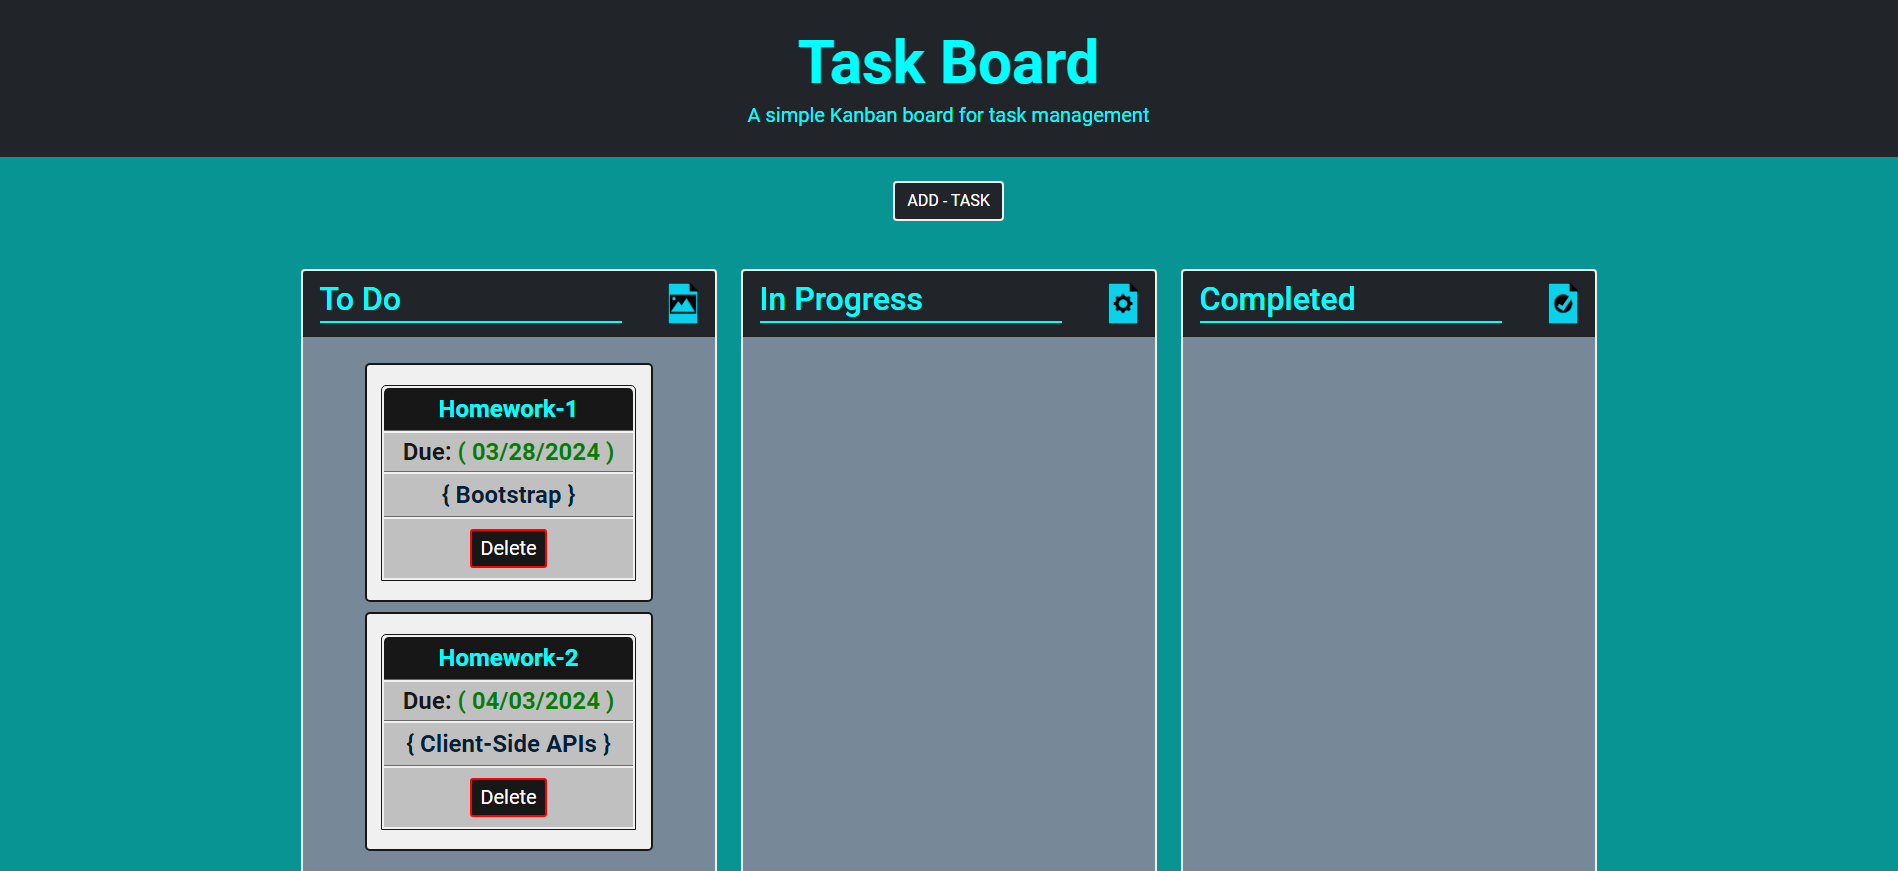 Task Board
A simple Kanban board for task management
ADD - TASK
To Do
Homework-1
Due: ( 03/28/2024 )
{ Bootstrap }
Delete
Homework-2
Due: ( 04/03/2024 )
{ Client-Side APIs }
Delete
In Progress
Completed